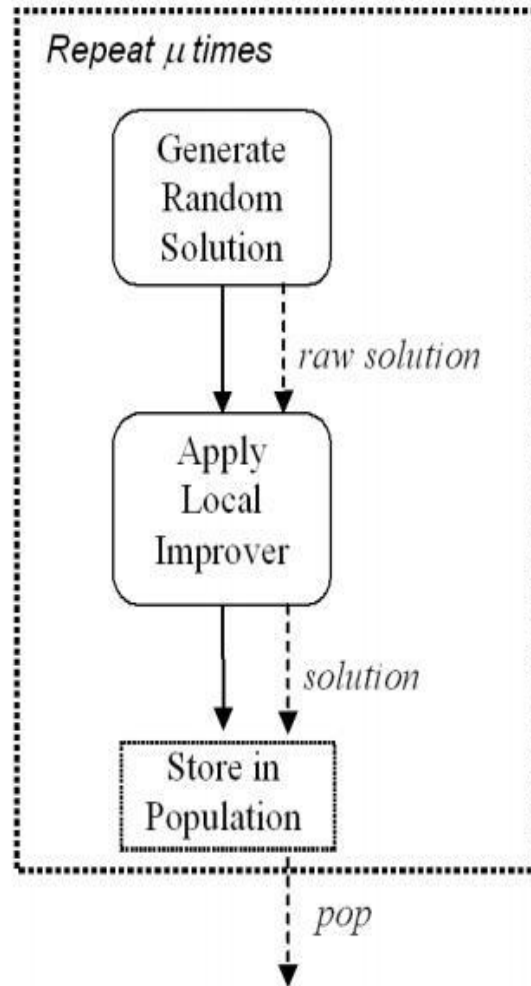 Repeat μ times
Generate
Random
Solution
raw solution
Apply
Local
Improver
solution
Store in
Population
pop